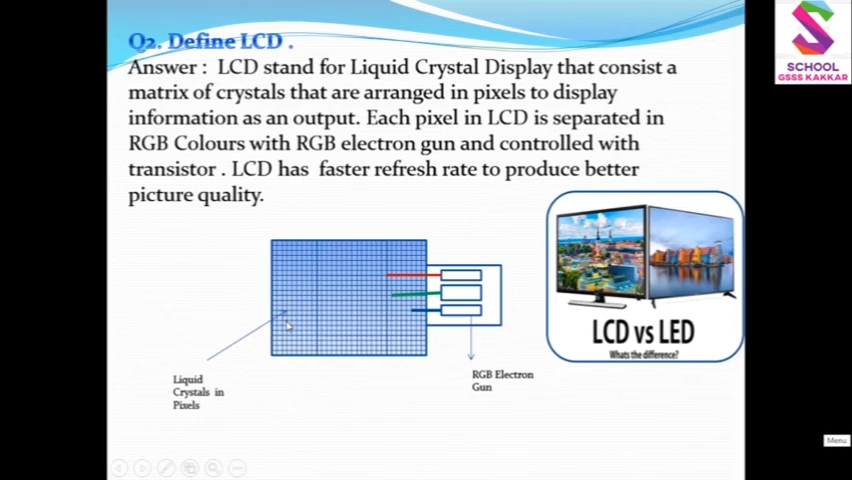 Q2. Define LCD .
Answer : LCD stand for Liquid Crystal Display that consist a
matrix of crystals that are arranged in pixels to display
information as an output. Each pixel in LCD is separated in
RGB Colours with RGB electron gun and controlled with
transistor . LCD has faster refresh rate to produce better
picture quality.
SCHOOL
GSSS KAKKAR
LCD vs LED
Whats the difference?
Liquid
Crystals in
Pixels
RGB Electron
Gun
Menu